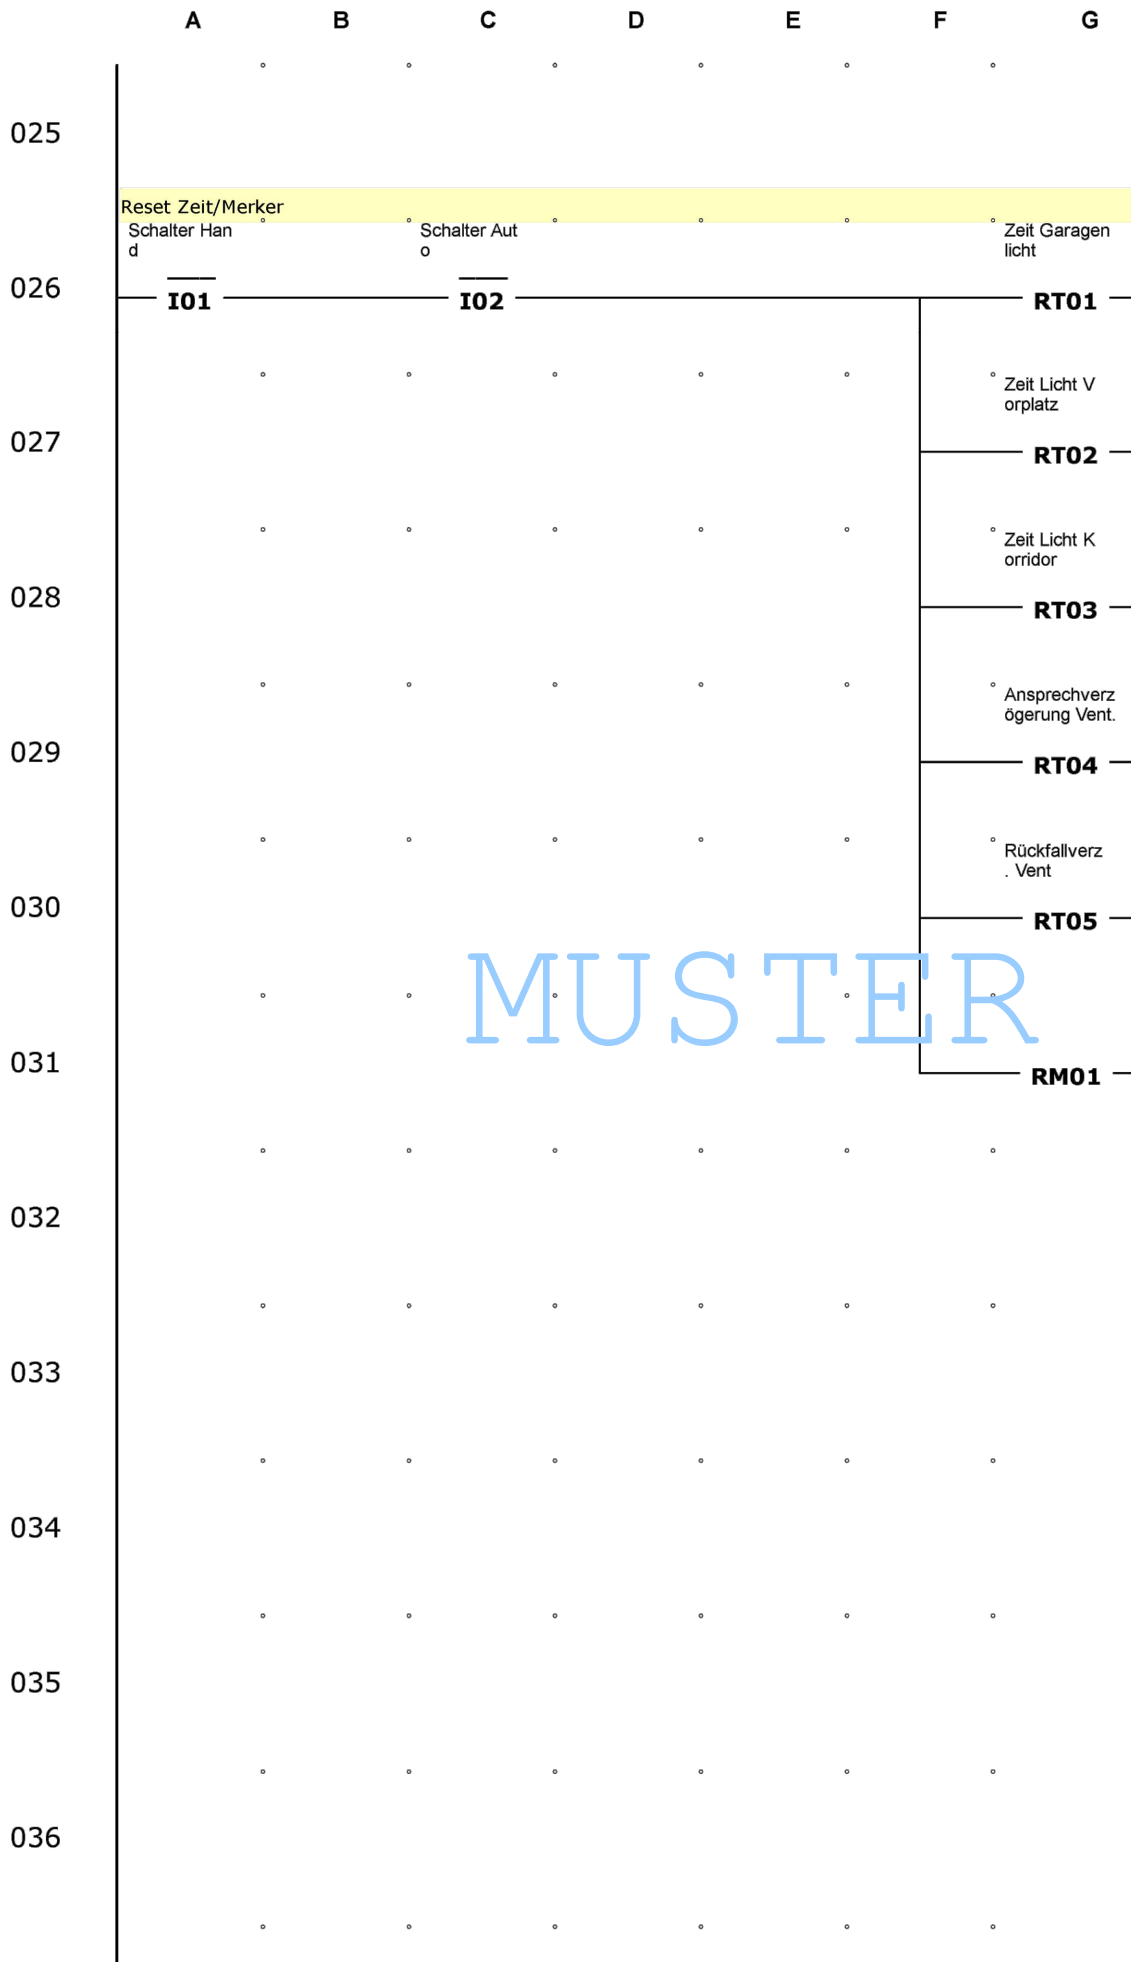 A B C D E F G
025
Reset Zeit/Merker
Schalter Han
d
Schalter Aut
o
Zeit Garagen
licht
026
I01 I02 RT01
Zeit Licht V
orplatz
027
RT02
Zeit Licht K
orridor
028
RT03
Ansprechverz
ögerung Vent.
029
RT04
Rückfallverz
. Vent
030
RT05
MUSTER
031
RM01
032
033
034
035
036